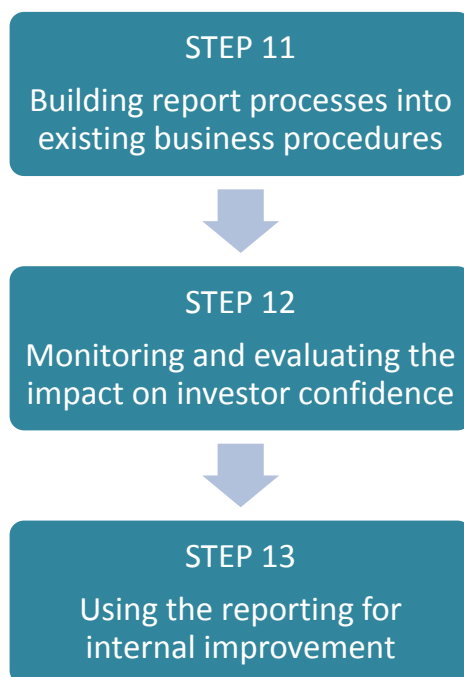 STEP 11
Building report processes into
existing business procedures
STEP 12
Monitoring and evaluating the
impact on investor confidence
STEP 13
Using the reporting for
internal improvement